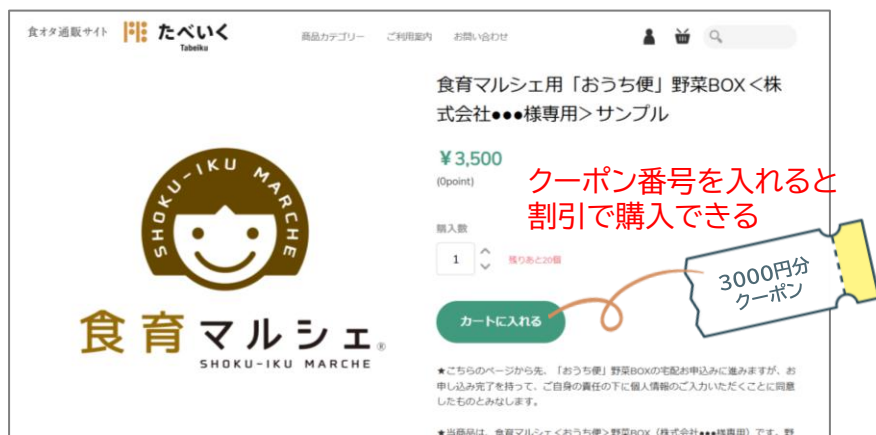 食オタ通販サイト
たべいく
Tabeiku
商品カテゴリー ご利用案内 お問い合わせ
食育マルシェ用「おうち便」野菜BOX＜株
式会社●●●様専用＞サンプル
¥3,500
(0point)
クーポン番号を入れると
割引で購入できる
購入数
1
残りあと20個
3000円分
クーポン
カートに入れる
SHOKU-IKU MARCHE
食育マルシェ®
SHOKU-IKU MARCHE
★こちらのページから先、「おうち便」野菜BOXの宅配お申込みに進みますが、お
申し込み完了を持って、ご自身の責任の下に個人情報のご入力いただくことに同意
したものとみなします。
★当商品は、食育マルシェ＜おうち便＞野菜BOX（株式会社●●●様専用）です。野